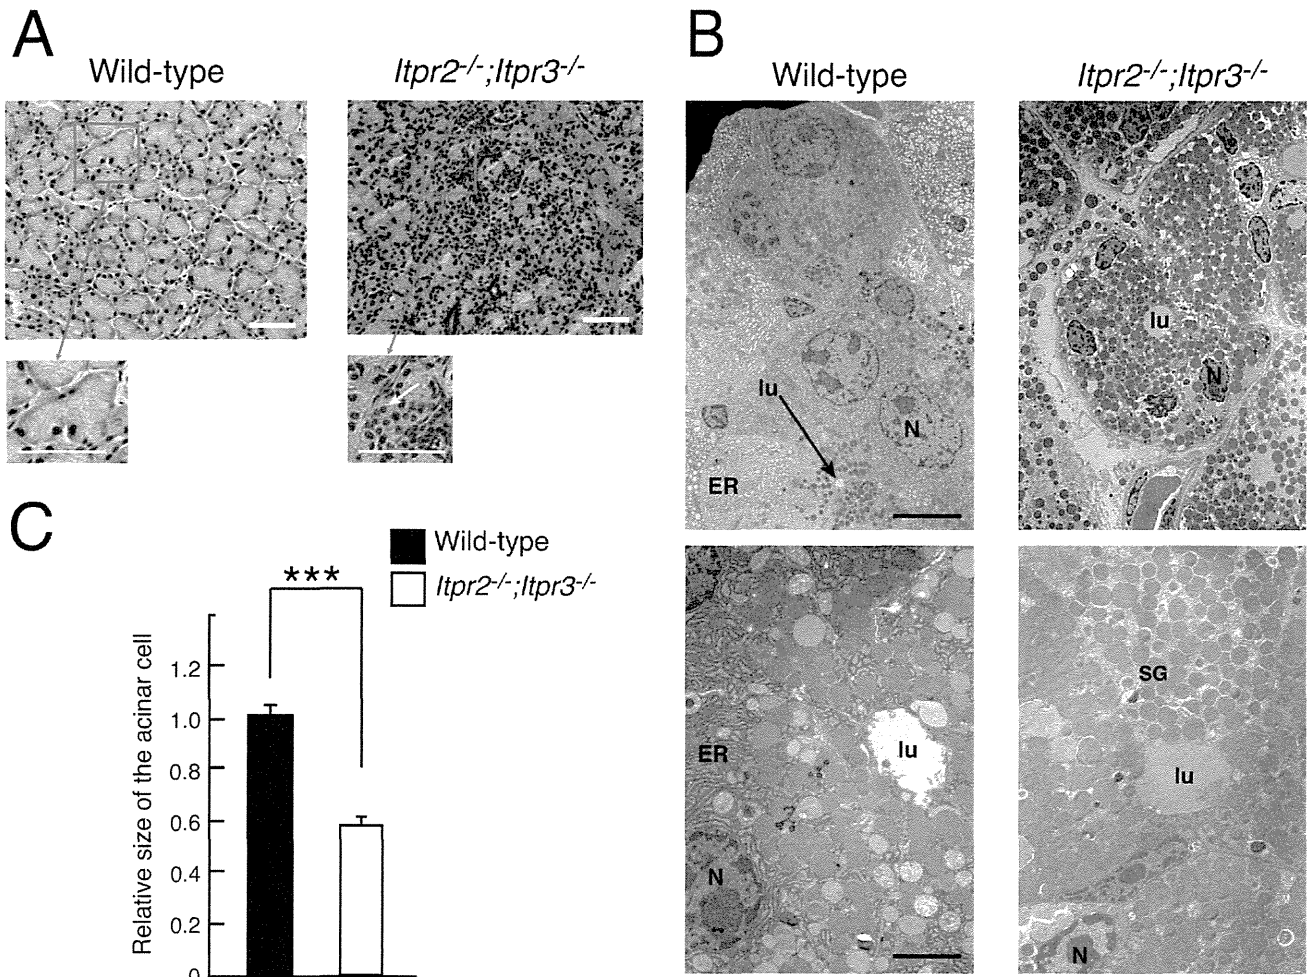 A
Wild-type
Itpr2-/-;Itpr3-/-
B
Wild-type
Itpr2-/-;Itpr3-/-
lu
N
ER
lu
N
ER
lu
N
SG
lu
N
C
Wild-type
Itpr2-/-;Itpr3-/-
***
Relative size of the acinar cell
1.2
1.0
0.8
0.6
0.4
0.2
0